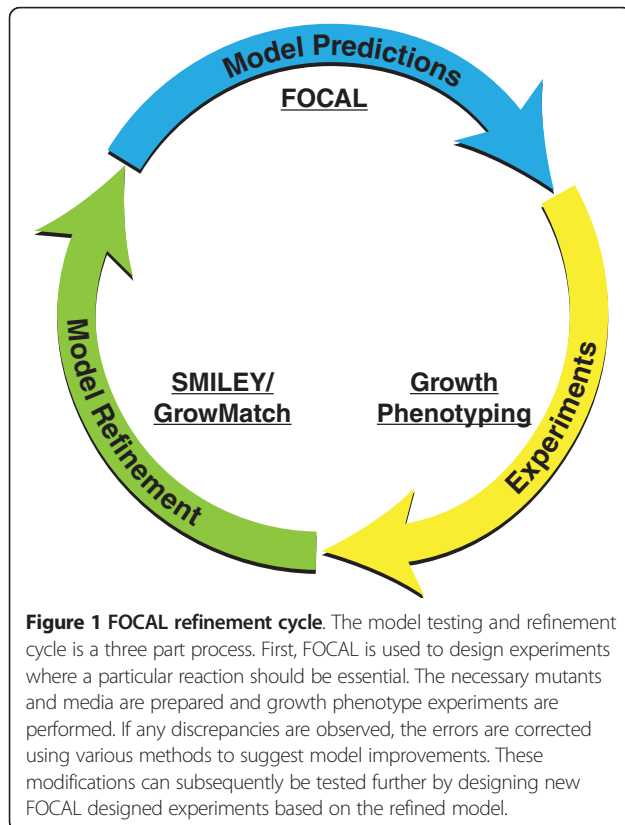 Model Predictions
FOCAL
Experiments
Growth
Phenotyping
SMILEY/
GrowMatch
Model Refinement
Figure 1 FOCAL refinement cycle. The model testing and refinement
cycle is a three part process. First, FOCAL is used to design experiments
where a particular reaction should be essential. The necessary mutants
and media are prepared and growth phenotype experiments are
performed. If any discrepancies are observed, the errors are corrected
using various methods to suggest model improvements. These
modifications can subsequently be tested further by designing new
FOCAL designed experiments based on the refined model.